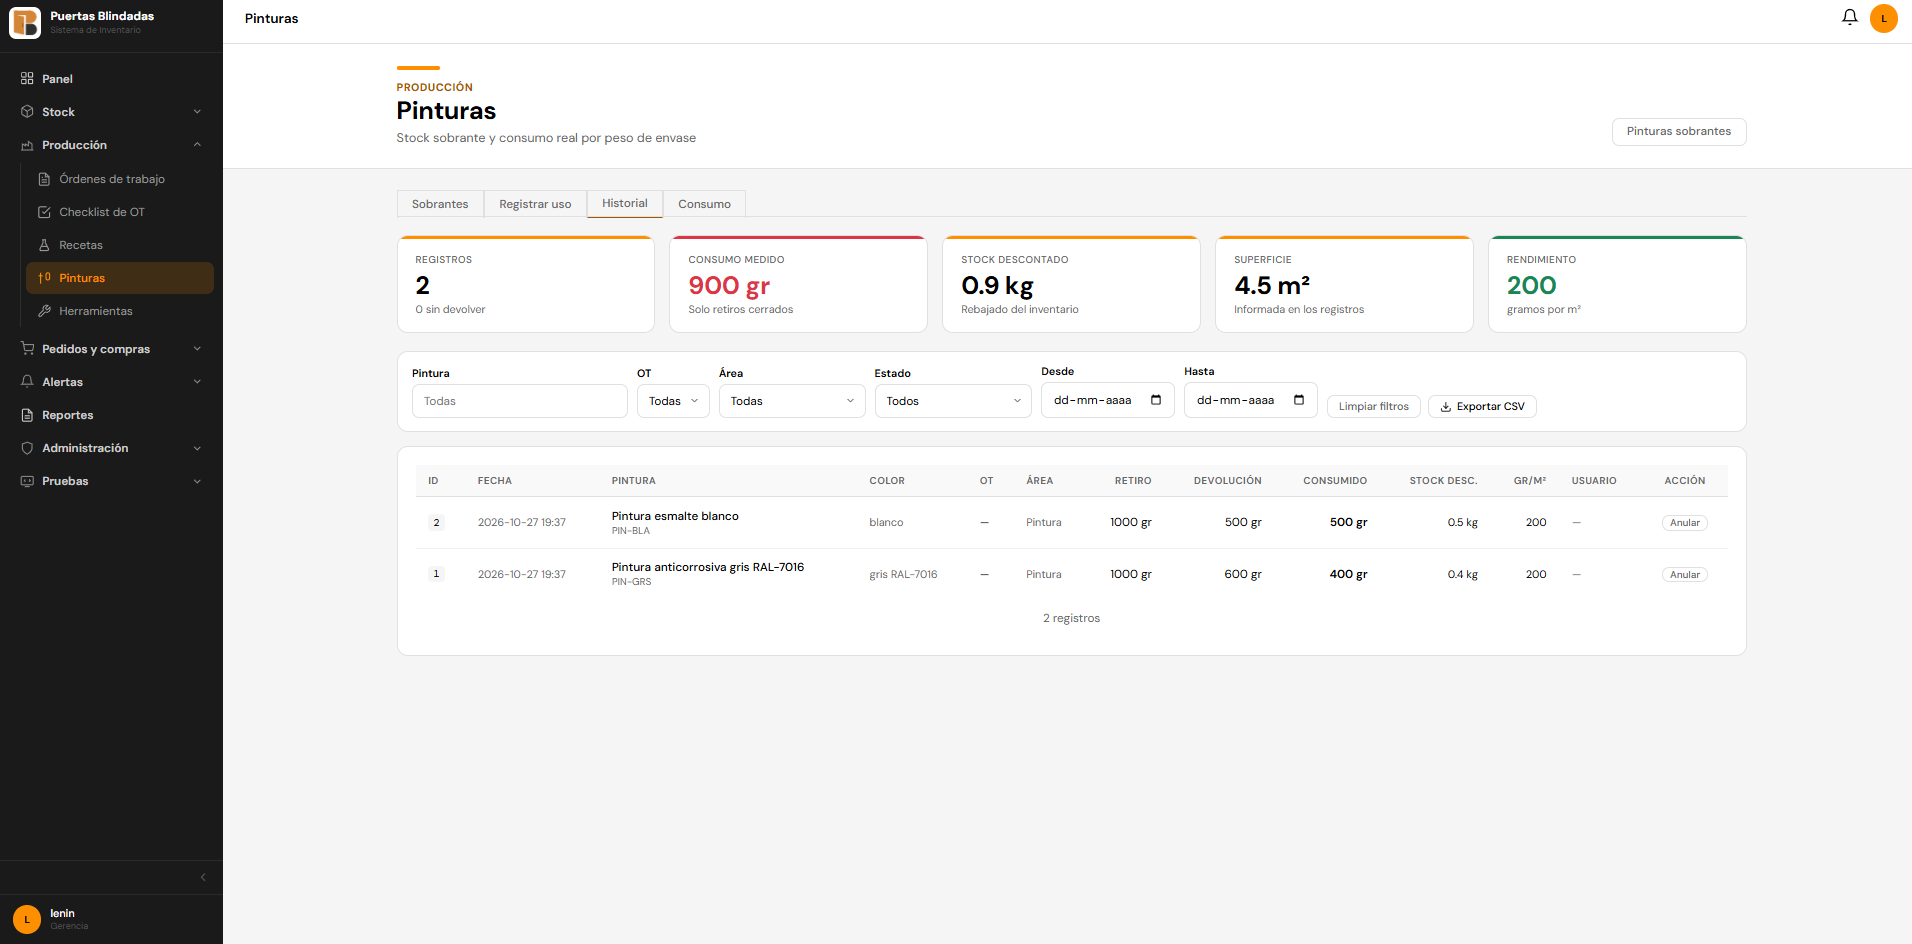 Puertas Blindadas
Sistema de Inventario
Panel
Stock
Producción
Órdenes de trabajo
Checklist de OT
Recetas
Pinturas
Herramientas
Pedidos y compras
Alertas
Reportes
Administración
Pruebas
L
lenin
Gerencia
Pinturas
L
PRODUCCIÓN
Pinturas
Stock sobrante y consumo real por peso de envase
Pinturas sobrantes
Sobrantes Registrar uso Historial Consumo
REGISTROS
2
0 sin devolver
CONSUMO MEDIDO
900 gr
Solo retiros cerrados
STOCK DESCONTADO
0.9 kg
Rebajado del inventario
SUPERFICIE
4.5 m²
Informada en los registros
RENDIMIENTO
200
gramos por m²
Pintura OT Área Estado Desde Hasta
Todas Todas Todas Todos dd-mm-aaaa dd-mm-aaaa Limpiar filtros Exportar CSV
ID FECHA PINTURA COLOR OT ÁREA RETIRO DEVOLUCIÓN CONSUMIDO STOCK DESC. GR/M² USUARIO ACCIÓN
2 2026-10-27 19:37 Pintura esmalte blanco blanco — Pintura 1000 gr 500 gr 500 gr 0.5 kg 200 — Anular
PIN-BLA
1 2026-10-27 19:37 Pintura anticorrosiva gris RAL-7016 gris RAL-7016 — Pintura 1000 gr 600 gr 400 gr 0.4 kg 200 — Anular
PIN-GRS
2 registros